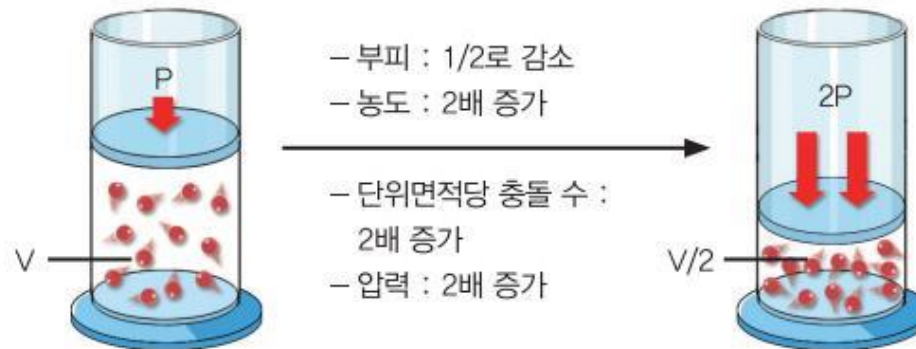 P
V
– 부피 : 1/2로 감소
– 농도 : 2배 증가
– 단위면적당 충돌 수 :
2배 증가
– 압력 : 2배 증가
2P
V/2